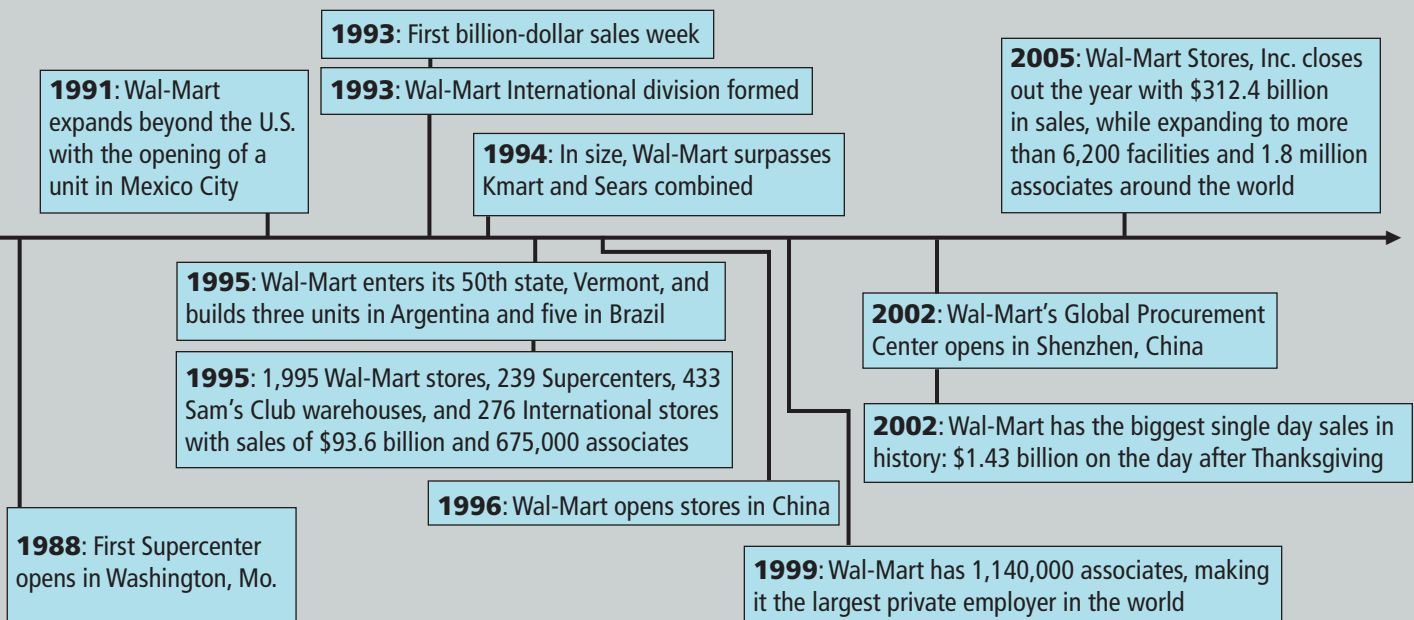 1993: First billion-dollar sales week
1993: Wal-Mart International division formed
1991: Wal-Mart
expands beyond the U.S.
with the opening of a
unit in Mexico City
1994: In size, Wal-Mart surpasses
Kmart and Sears combined
2005: Wal-Mart Stores, Inc. closes
out the year with $312.4 billion
in sales, while expanding to more
than 6,200 facilities and 1.8 million
associates around the world
1995: Wal-Mart enters its 50th state, Vermont, and
builds three units in Argentina and five in Brazil
1995: 1,995 Wal-Mart stores, 239 Supercenters, 433
Sam's Club warehouses, and 276 International stores
with sales of $93.6 billion and 675,000 associates
2002: Wal-Mart's Global Procurement
Center opens in Shenzhen, China
2002: Wal-Mart has the biggest single day sales in
history: $1.43 billion on the day after Thanksgiving
1996: Wal-Mart opens stores in China
1988: First Supercenter
opens in Washington, Mo.
1999: Wal-Mart has 1,140,000 associates, making
it the largest private employer in the world